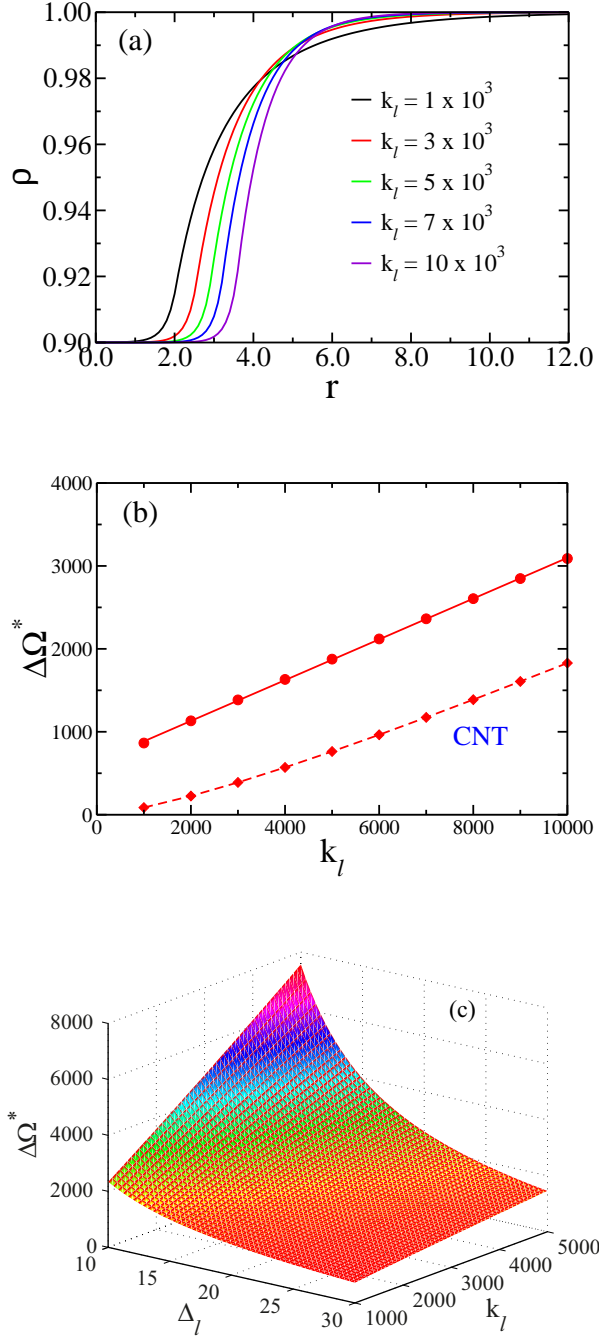 1.00
(a)
0.98
k_l = 1 x 10^3
k_l = 3 x 10^3
0.96
ρ
k_l = 5 x 10^3
0.94
k_l = 7 x 10^3
k_l = 10 x 10^3
0.92
0.90
0.0 2.0 4.0 6.0 8.0 10.0 12.0
r
4000
(b)
3000
ΔΩ*
2000
1000
CNT
0
0 2000 4000 6000 8000 10000
k_l
(c)
8000
6000
ΔΩ*
4000
2000
0
10 15 20 25 30
Δ_l
1000 2000 3000 4000 5000
k_l